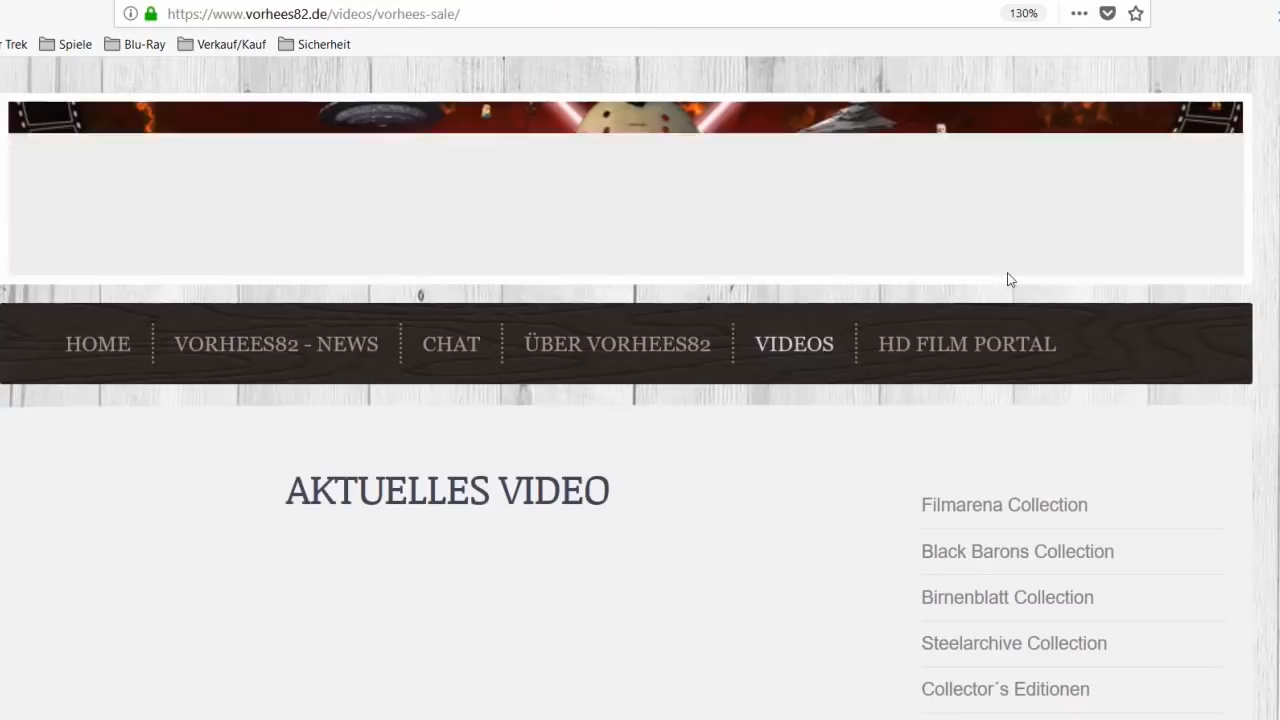 https://www.vorhees82.de/videos/vorhees-sale/
130%
Trek Spiele Blu-Ray Verkauf/Kauf Sicherheit
HOME VORHEES82 - NEWS CHAT ÜBER VORHEES82 VIDEOS HD FILM PORTAL
AKTUELLES VIDEO
Filmarena Collection
Black Barons Collection
Birnenblatt Collection
Steelarchive Collection
Collector´s Editionen